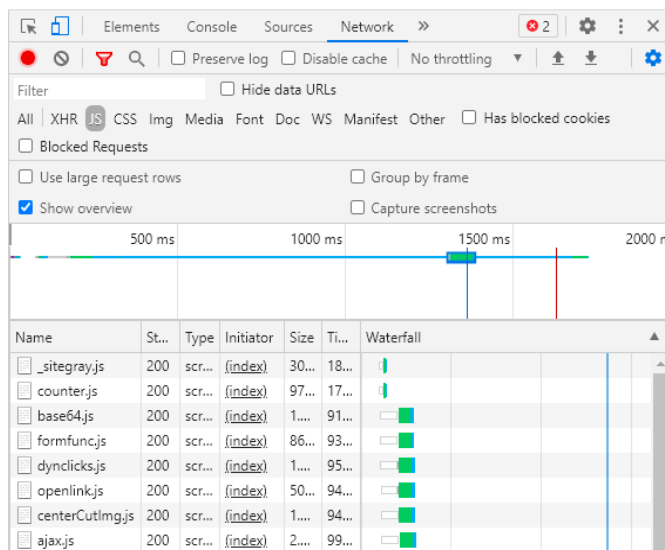 Elements Console Sources Network » 2
Preserve log Disable cache No throttling
Filter Hide data URLs
All XHR JS CSS Img Media Font Doc WS Manifest Other Has blocked cookies
Blocked Requests
Use large request rows Group by frame
Show overview Capture screenshots
500 ms 1000 ms 1500 ms 2000 m
Name St... Type Initiator Size Ti... Waterfall
_sitegray.js 200 scr... (index) 30... 18...
counter.js 200 scr... (index) 97... 17...
base64.js 200 scr... (index) 1.... 91...
formfunc.js 200 scr... (index) 86... 93...
dynclicks.js 200 scr... (index) 1.... 95...
openlink.js 200 scr... (index) 50... 94...
centerCutImg.js 200 scr... (index) 1.... 94...
ajax.js 200 scr... (index) 2.... 99...